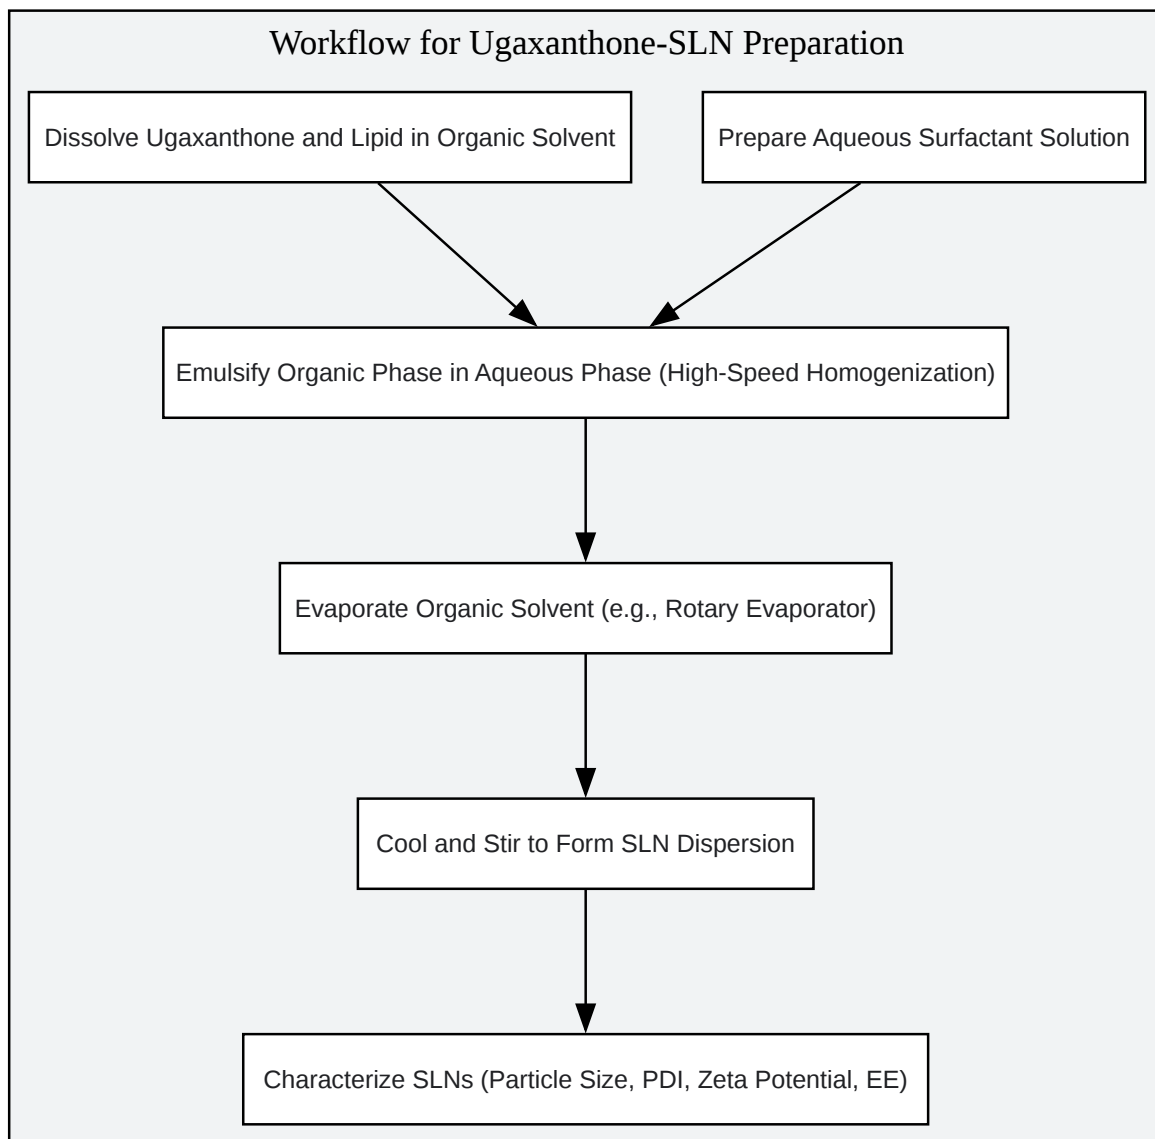 Workflow for Ugaxanthone-SLN Preparation
Dissolve Ugaxanthone and Lipid in Organic Solvent
Prepare Aqueous Surfactant Solution
Emulsify Organic Phase in Aqueous Phase (High-Speed Homogenization)
Evaporate Organic Solvent (e.g., Rotary Evaporator)
Cool and Stir to Form SLN Dispersion
Characterize SLNs (Particle Size, PDI, Zeta Potential, EE)